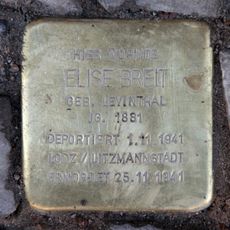 HIER WOHNTE
ELISE BREIT
GEB. LEVINTHAL
JG. 1881
DEPORTIERT 1.11.1941
LODZ / LITZMANNSTADT
ERMORDET 25.11.1941